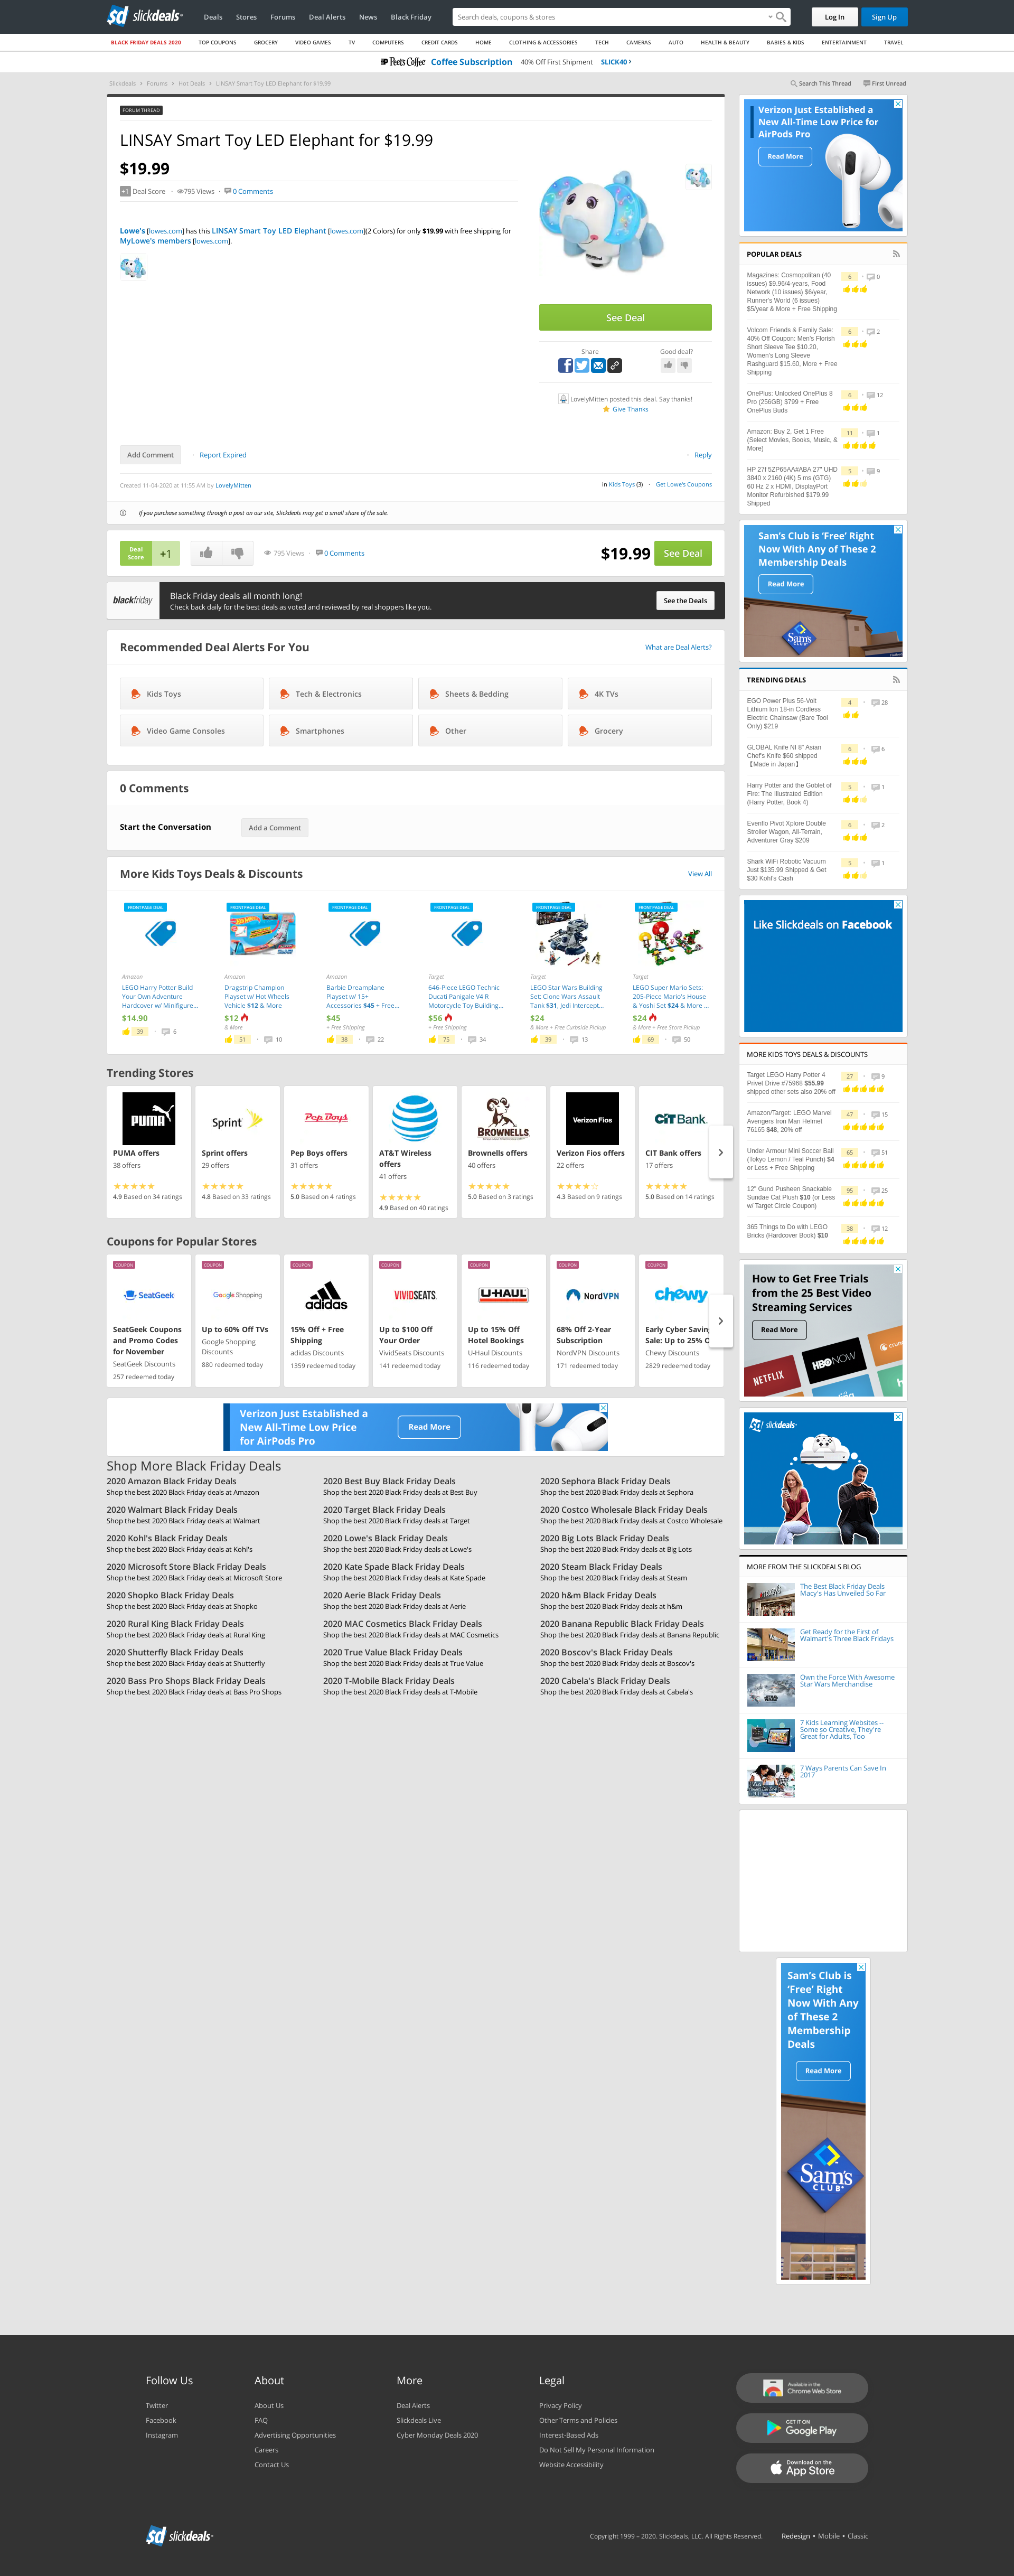 slickdeals
Deals
Stores
Forums
Deal Alerts
News
Black Friday
Search deals, coupons & stores
Log In
Sign Up
BLACK FRIDAY DEALS 2020
TOP COUPONS
GROCERY
VIDEO GAMES
TV
COMPUTERS
CREDIT CARDS
HOME
CLOTHING & ACCESSORIES
TECH
CAMERAS
AUTO
HEALTH & BEAUTY
BABIES & KIDS
ENTERTAINMENT
TRAVEL
Peet's Coffee Coffee Subscription 40% Off First Shipment SLICK40 >
Slickdeals > Forums > Hot Deals > LINSAY Smart Toy LED Elephant for $19.99
Search This Thread
First Unread
FORUM THREAD
LINSAY Smart Toy LED Elephant for $19.99
$19.99
+1 Deal Score · 795 Views · 0 Comments
Lowe's [lowes.com] has this LINSAY Smart Toy LED Elephant [lowes.com](2 Colors) for only $19.99 with free shipping for
MyLowe's members [lowes.com].
See Deal
Share
Good deal?
LovelyMitten posted this deal. Say thanks!
Give Thanks
Add Comment
· Report Expired
· Reply
Created 11-04-2020 at 11:55 AM by LovelyMitten
in Kids Toys (3) · Get Lowe's Coupons
If you purchase something through a post on our site, Slickdeals may get a small share of the sale.
Deal
Score
+1
795 Views · 0 Comments
$19.99
See Deal
blackfriday
Black Friday deals all month long!
Check back daily for the best deals as voted and reviewed by real shoppers like you.
See the Deals
Recommended Deal Alerts For You
What are Deal Alerts?
Kids Toys
Tech & Electronics
Sheets & Bedding
4K TVs
Video Game Consoles
Smartphones
Other
Grocery
0 Comments
Start the Conversation
Add a Comment
More Kids Toys Deals & Discounts
View All
FRONTPAGE DEAL
Amazon
LEGO Harry Potter Build
Your Own Adventure
Hardcover w/ Minifigure...
$14.90
39 · 6
FRONTPAGE DEAL
Amazon
Dragstrip Champion
Playset w/ Hot Wheels
Vehicle $12 & More
$12
& More
51 · 10
FRONTPAGE DEAL
Amazon
Barbie Dreamplane
Playset w/ 15+
Accessories $45 + Free...
$45
+ Free Shipping
38 · 22
FRONTPAGE DEAL
Target
646-Piece LEGO Technic
Ducati Panigale V4 R
Motorcycle Toy Building...
$56
+ Free Shipping
75 · 34
FRONTPAGE DEAL
Target
LEGO Star Wars Building
Set: Clone Wars Assault
Tank $31, Jedi Intercept...
$24
& More + Free Curbside Pickup
39 · 13
FRONTPAGE DEAL
Target
LEGO Super Mario Sets:
205-Piece Mario's House
& Yoshi Set $24 & More ...
$24
& More + Free Store Pickup
69 · 50
Trending Stores
PUMA
PUMA offers
38 offers
4.9 Based on 34 ratings
Sprint
Sprint offers
29 offers
4.8 Based on 33 ratings
Pep Boys
Pep Boys offers
31 offers
5.0 Based on 4 ratings
AT&T Wireless
offers
41 offers
4.9 Based on 40 ratings
BROWNELLS
Brownells offers
40 offers
5.0 Based on 3 ratings
Verizon Fios
Verizon Fios offers
22 offers
4.3 Based on 9 ratings
CIT Bank
CIT Bank offers
17 offers
5.0 Based on 14 ratings
Coupons for Popular Stores
COUPON
SeatGeek
SeatGeek Coupons
and Promo Codes
for November
SeatGeek Discounts
257 redeemed today
COUPON
Google Shopping
Up to 60% Off TVs
Google Shopping
Discounts
880 redeemed today
COUPON
adidas
15% Off + Free
Shipping
adidas Discounts
1359 redeemed today
COUPON
VIVIDSEATS.
Up to $100 Off
Your Order
VividSeats Discounts
141 redeemed today
COUPON
U-HAUL
Up to 15% Off
Hotel Bookings
U-Haul Discounts
116 redeemed today
COUPON
NordVPN
68% Off 2-Year
Subscription
NordVPN Discounts
171 redeemed today
COUPON
chewy
Early Cyber Saving
Sale: Up to 25% O
Chewy Discounts
2829 redeemed today
Verizon Just Established a
New All-Time Low Price
for AirPods Pro
Read More
Shop More Black Friday Deals
2020 Amazon Black Friday Deals
Shop the best 2020 Black Friday deals at Amazon
2020 Best Buy Black Friday Deals
Shop the best 2020 Black Friday deals at Best Buy
2020 Sephora Black Friday Deals
Shop the best 2020 Black Friday deals at Sephora
2020 Walmart Black Friday Deals
Shop the best 2020 Black Friday deals at Walmart
2020 Target Black Friday Deals
Shop the best 2020 Black Friday deals at Target
2020 Costco Wholesale Black Friday Deals
Shop the best 2020 Black Friday deals at Costco Wholesale
2020 Kohl's Black Friday Deals
Shop the best 2020 Black Friday deals at Kohl's
2020 Lowe's Black Friday Deals
Shop the best 2020 Black Friday deals at Lowe's
2020 Big Lots Black Friday Deals
Shop the best 2020 Black Friday deals at Big Lots
2020 Microsoft Store Black Friday Deals
Shop the best 2020 Black Friday deals at Microsoft Store
2020 Kate Spade Black Friday Deals
Shop the best 2020 Black Friday deals at Kate Spade
2020 Steam Black Friday Deals
Shop the best 2020 Black Friday deals at Steam
2020 Shopko Black Friday Deals
Shop the best 2020 Black Friday deals at Shopko
2020 Aerie Black Friday Deals
Shop the best 2020 Black Friday deals at Aerie
2020 h&m Black Friday Deals
Shop the best 2020 Black Friday deals at h&m
2020 Rural King Black Friday Deals
Shop the best 2020 Black Friday deals at Rural King
2020 MAC Cosmetics Black Friday Deals
Shop the best 2020 Black Friday deals at MAC Cosmetics
2020 Banana Republic Black Friday Deals
Shop the best 2020 Black Friday deals at Banana Republic
2020 Shutterfly Black Friday Deals
Shop the best 2020 Black Friday deals at Shutterfly
2020 True Value Black Friday Deals
Shop the best 2020 Black Friday deals at True Value
2020 Boscov's Black Friday Deals
Shop the best 2020 Black Friday deals at Boscov's
2020 Bass Pro Shops Black Friday Deals
Shop the best 2020 Black Friday deals at Bass Pro Shops
2020 T-Mobile Black Friday Deals
Shop the best 2020 Black Friday deals at T-Mobile
2020 Cabela's Black Friday Deals
Shop the best 2020 Black Friday deals at Cabela's
Verizon Just Established a
New All-Time Low Price for
AirPods Pro
Read More
POPULAR DEALS
Magazines: Cosmopolitan (40
issues) $9.96/4-years, Food
Network (10 issues) $6/year,
Runner's World (6 issues)
$5/year & More + Free Shipping
6 · 0
Volcom Friends & Family Sale:
40% Off Coupon: Men's Florish
Short Sleeve Tee $10.20,
Women's Long Sleeve
Rashguard $15.60, More + Free
Shipping
6 · 2
OnePlus: Unlocked OnePlus 8
Pro (256GB) $799 + Free
OnePlus Buds
6 · 12
Amazon: Buy 2, Get 1 Free
(Select Movies, Books, Music, &
More)
11 · 1
HP 27f 5ZP65AA#ABA 27" UHD
3840 x 2160 (4K) 5 ms (GTG)
60 Hz 2 x HDMI, DisplayPort
Monitor Refurbished $179.99
Shipped
5 · 9
Sam's Club is 'Free' Right
Now With Any of These 2
Membership Deals
Read More
Sam's
CLUB
TRENDING DEALS
EGO Power Plus 56-Volt
Lithium Ion 18-in Cordless
Electric Chainsaw (Bare Tool
Only) $219
4 · 28
GLOBAL Knife NI 8" Asian
Chef's Knife $60 shipped
【Made in Japan】
6 · 6
Harry Potter and the Goblet of
Fire: The Illustrated Edition
(Harry Potter, Book 4)
5 · 1
Evenflo Pivot Xplore Double
Stroller Wagon, All-Terrain,
Adventurer Gray $209
6 · 2
Shark WiFi Robotic Vacuum
Just $135.99 Shipped & Get
$30 Kohl's Cash
5 · 1
Like Slickdeals on Facebook
MORE KIDS TOYS DEALS & DISCOUNTS
Target LEGO Harry Potter 4
Privet Drive #75968 $55.99
shipped other sets also 20% off
27 · 9
Amazon/Target: LEGO Marvel
Avengers Iron Man Helmet
76165 $48, 20% off
47 · 15
Under Armour Mini Soccer Ball
(Tokyo Lemon / Teal Punch) $4
or Less + Free Shipping
65 · 51
12" Gund Pusheen Snackable
Sundae Cat Plush $10 (or Less
w/ Target Circle Coupon)
95 · 25
365 Things to Do with LEGO
Bricks (Hardcover Book) $10
38 · 12
How to Get Free Trials
from the 25 Best Video
Streaming Services
Read More
NETFLIX
HBO NOW
crunch
slickdeals
MORE FROM THE SLICKDEALS BLOG
The Best Black Friday Deals
Macy's Has Unveiled So Far
Get Ready for the First of
Walmart's Three Black Fridays
Own the Force With Awesome
Star Wars Merchandise
7 Kids Learning Websites --
Some so Creative, They're
Great for Adults, Too
7 Ways Parents Can Save In
2017
Sam's Club is
'Free' Right
Now With Any
of These 2
Membership
Deals
Read More
Sam's
CLUB
Follow Us
Twitter
Facebook
Instagram
About
About Us
FAQ
Advertising Opportunities
Careers
Contact Us
More
Deal Alerts
Slickdeals Live
Cyber Monday Deals 2020
Legal
Privacy Policy
Other Terms and Policies
Interest-Based Ads
Do Not Sell My Personal Information
Website Accessibility
Available in the
Chrome Web Store
GET IT ON
Google Play
Download on the
App Store
slickdeals
Copyright 1999 – 2020. Slickdeals, LLC. All Rights Reserved.
Redesign • Mobile • Classic